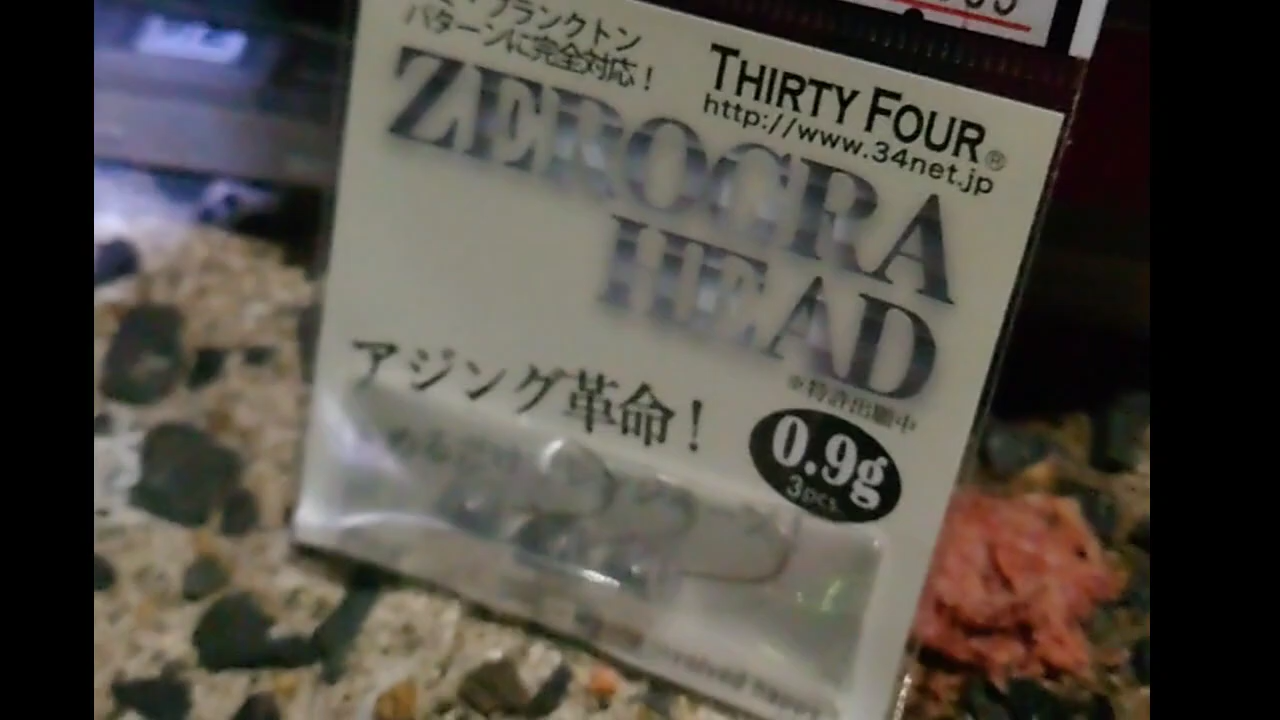 プランクトン
パターンに完全対応!
THIRTY FOUR®
http://www.34net.jp
ZEROCRA
HEAD
※特許出願中
アジング革命!
0.9g
3pcs.